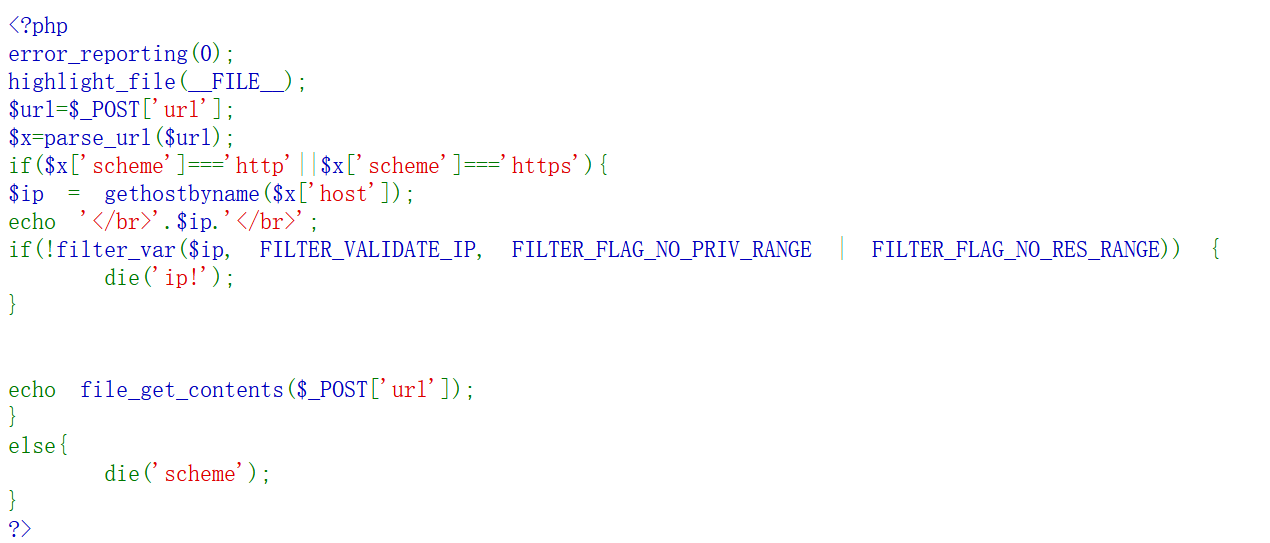 <?php
error_reporting(0);
highlight_file(__FILE__);
$url=$_POST['url'];
$x=parse_url($url);
if($x['scheme']==='http'||$x['scheme']==='https'){
$ip = gethostbyname($x['host']);
echo '</br>'.$ip.'</br>';
if(!filter_var($ip, FILTER_VALIDATE_IP, FILTER_FLAG_NO_PRIV_RANGE | FILTER_FLAG_NO_RES_RANGE)) {
die('ip!');
}
echo file_get_contents($_POST['url']);
}
else{
die('scheme');
}
?>